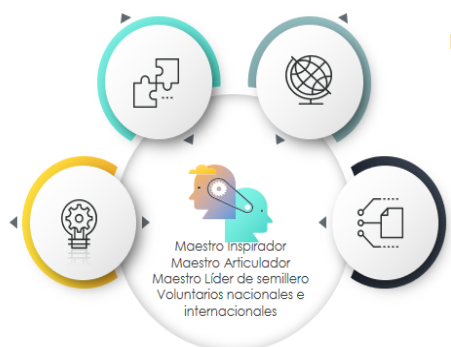 Maestro Inspirador
Maestro Articulador
Maestro Líder de semillero
Voluntarios nacionales e
internacionales